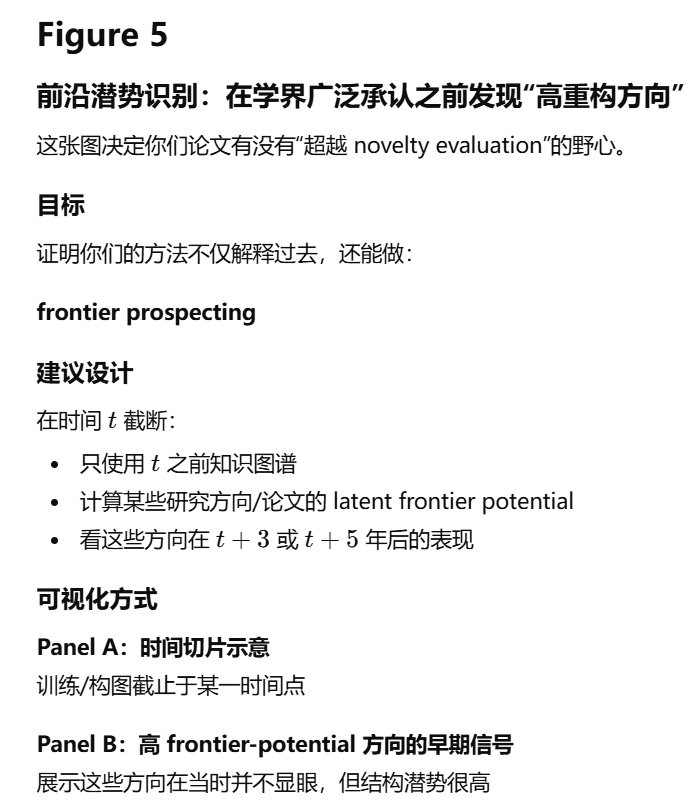 Figure 5
前沿潜势识别：在学界广泛承认之前发现“高重构方向”
这张图决定你们论文有没有“超越 novelty evaluation”的野心。
目标
证明你们的方法不仅解释过去，还能做：
frontier prospecting
建议设计
在时间 t 截断：
• 只使用 t 之前知识图谱
• 计算某些研究方向/论文的 latent frontier potential
• 看这些方向在 t + 3 或 t + 5 年后的表现
可视化方式
Panel A：时间切片示意
训练/构图截止于某一时间点
Panel B：高 frontier-potential 方向的早期信号
展示这些方向在当时并不显眼，但结构潜势很高